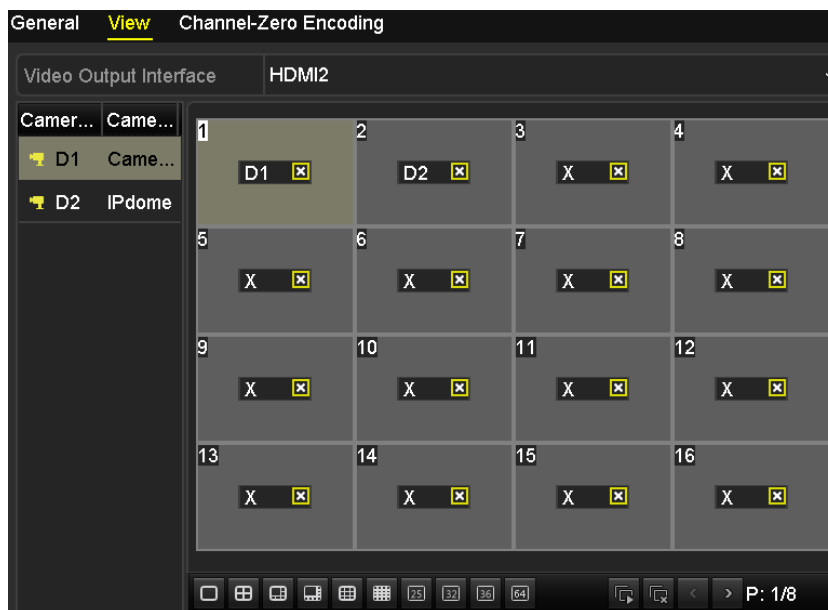 General View Channel-Zero Encoding
Video Output Interface HDMI2
Camer... Came...
D1 Came...
D2 IPdome
1 2 3 4
D1 D2 X X
5 6 7 8
X X X X
9 10 11 12
X X X X
13 14 15 16
X X X X
25 32 36 64 P: 1/8